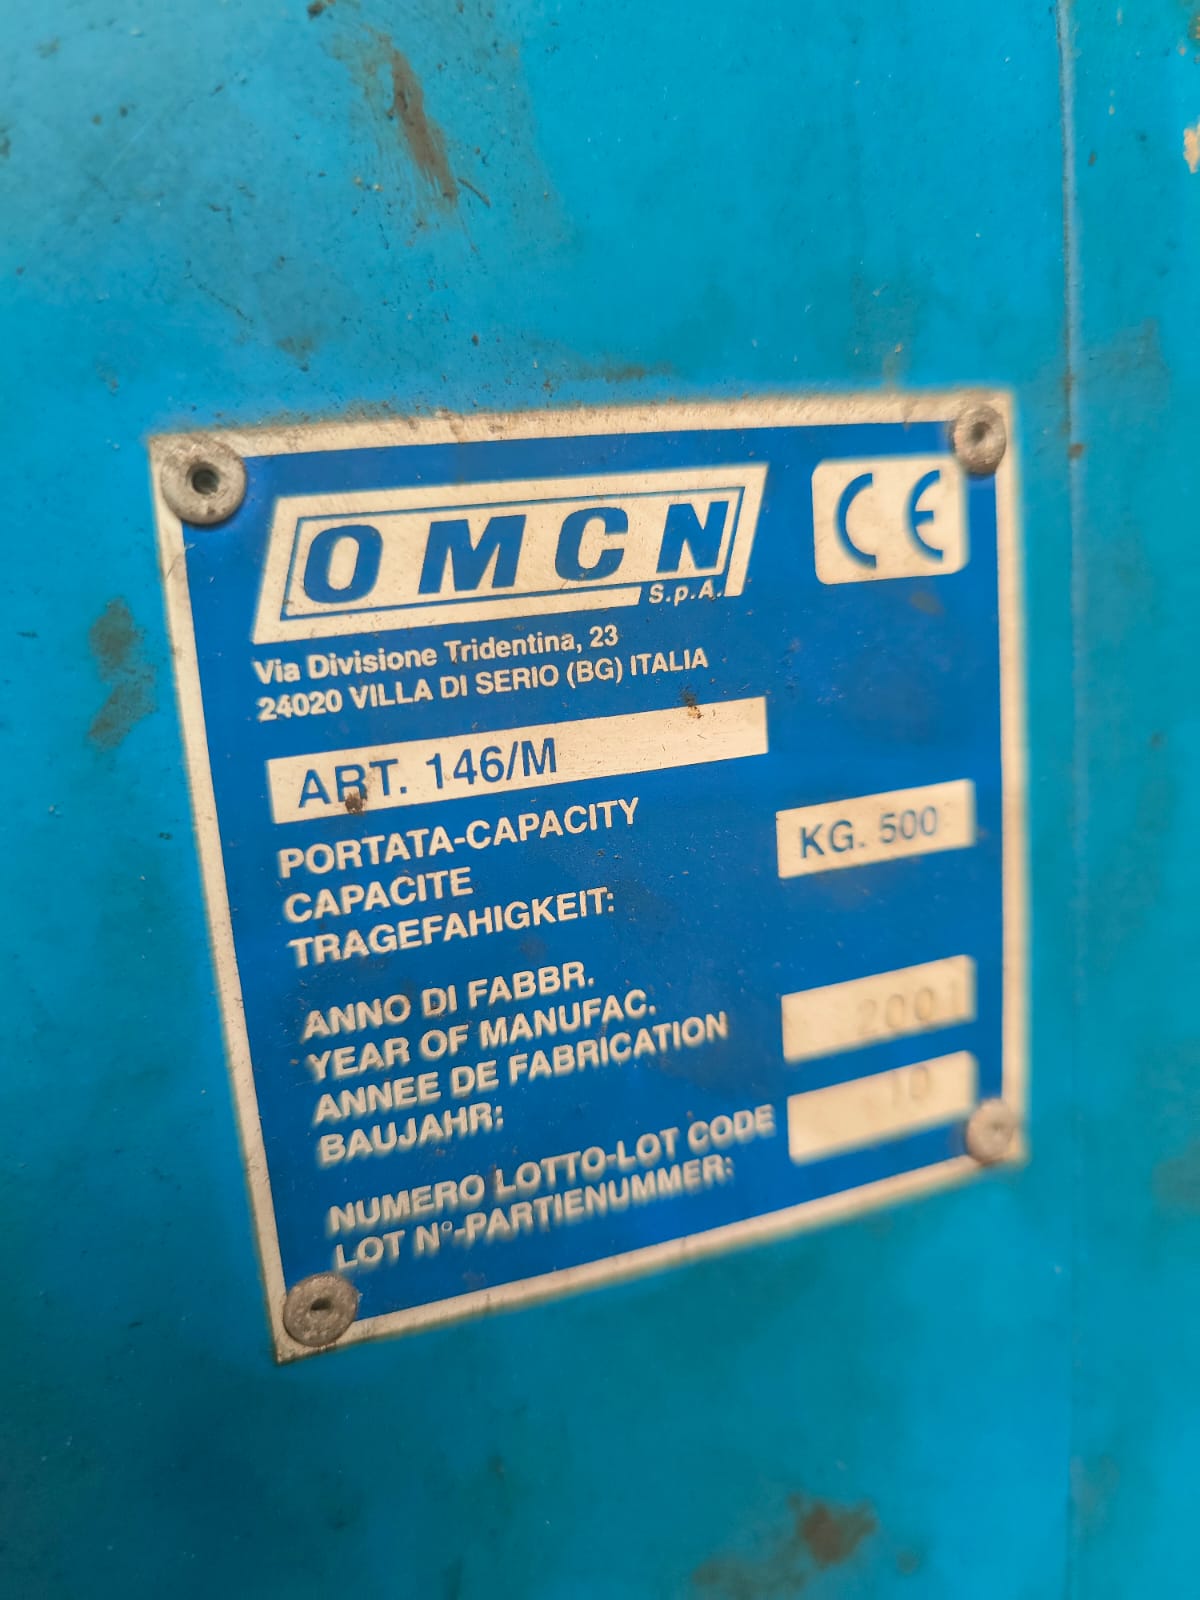 OMCN
S.p.A.
CE
Via Divisione Tridentina, 23
24020 VILLA DI SERIO (BG) ITALIA
ART. 146/M
PORTATA-CAPACITY
CAPACITE
TRAGEFAHIGKEIT:
KG. 500
ANNO DI FABBR.
YEAR OF MANUFAC.
ANNEE DE FABRICATION
BAUJAHR:
2001
NUMERO LOTTO-LOT CODE
LOT N°-PARTIENUMMER:
10